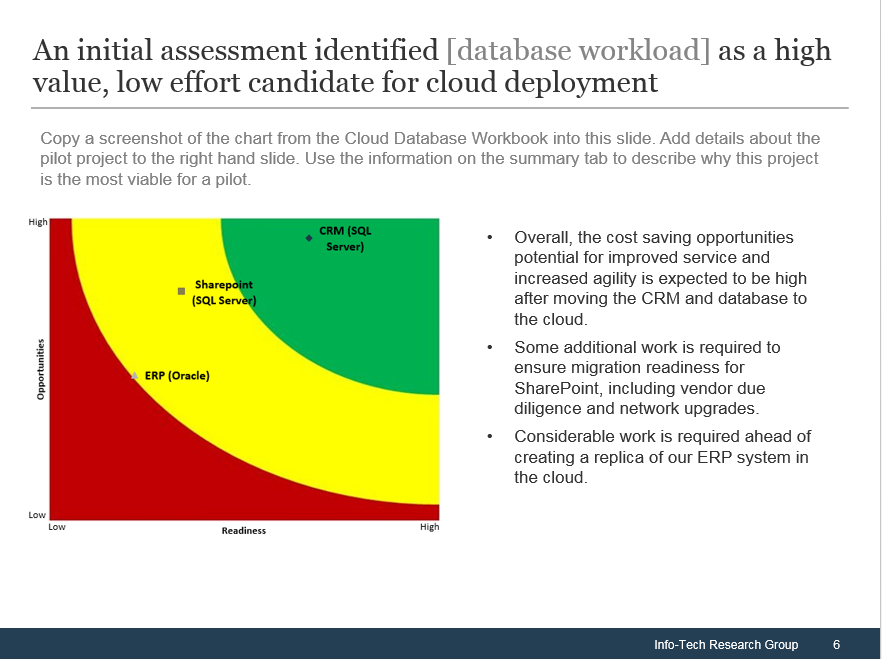 An initial assessment identified [database workload] as a high
value, low effort candidate for cloud deployment
Copy a screenshot of the chart from the Cloud Database Workbook into this slide. Add details about the
pilot project to the right hand slide. Use the information on the summary tab to describe why this project
is the most viable for a pilot.
High
CRM (SQL
Server)
Sharepoint
(SQL Server)
ERP (Oracle)
Opportunities
Low
Low
Readiness
High
• Overall, the cost saving opportunities
potential for improved service and
increased agility is expected to be high
after moving the CRM and database to
the cloud.
• Some additional work is required to
ensure migration readiness for
SharePoint, including vendor due
diligence and network upgrades.
• Considerable work is required ahead of
creating a replica of our ERP system in
the cloud.
Info-Tech Research Group 6